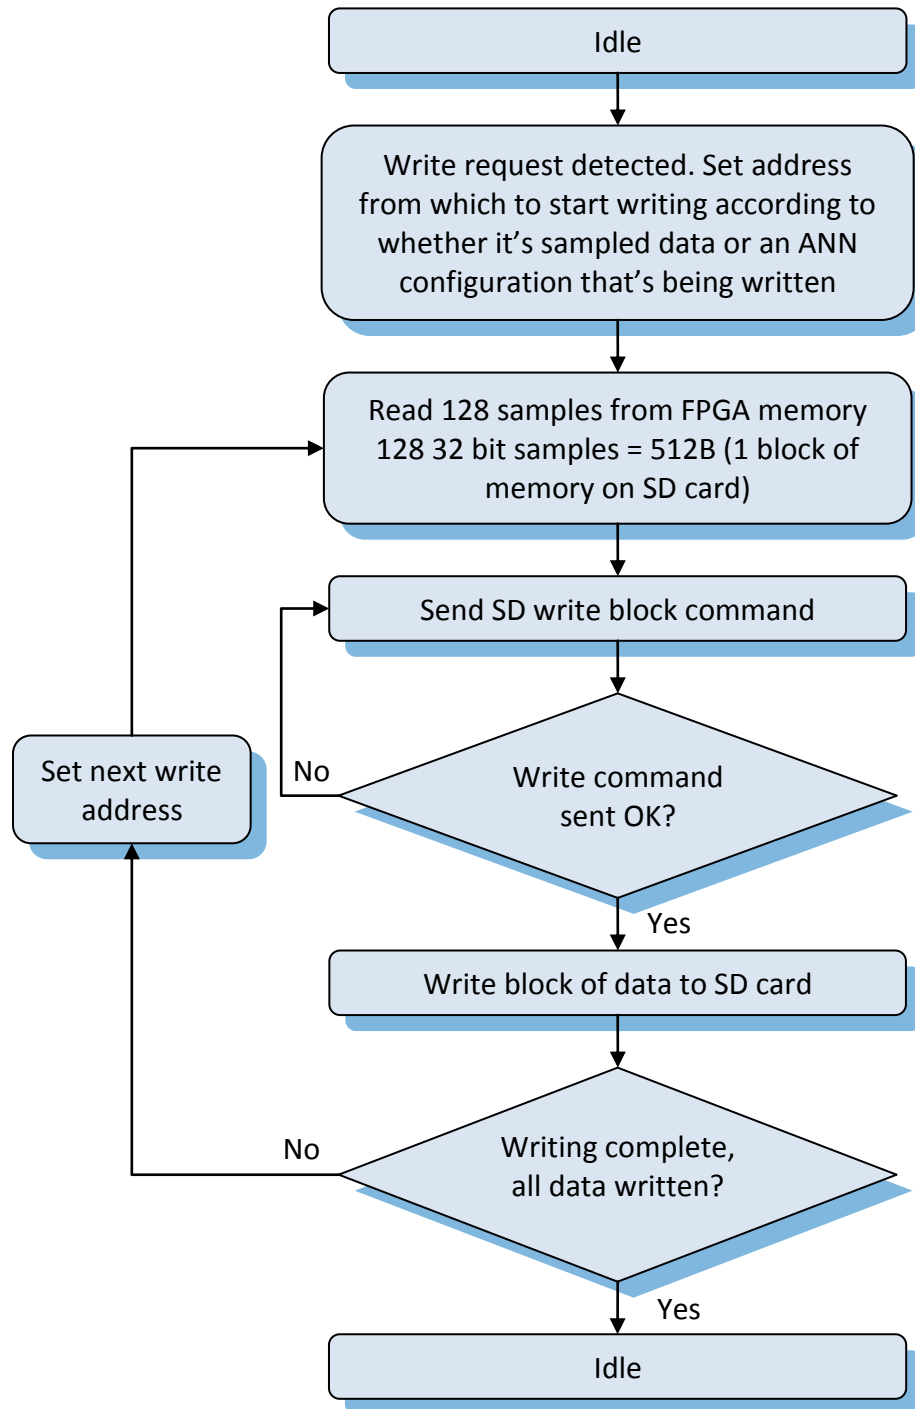 Idle
Write request detected. Set address
from which to start writing according to
whether it's sampled data or an ANN
configuration that's being written
Read 128 samples from FPGA memory
128 32 bit samples = 512B (1 block of
memory on SD card)
Send SD write block command
Set next write
address
No
Write command
sent OK?
Yes
Write block of data to SD card
No
Writing complete,
all data written?
Yes
Idle